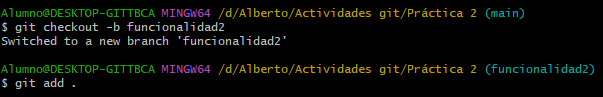 Alumno@DESKTOP-GITTBCA MINGW64 /d/Alberto/Actividades git/Práctica 2 (main)
$ git checkout -b funcionalidad2
Switched to a new branch 'funcionalidad2'
Alumno@DESKTOP-GITTBCA MINGW64 /d/Alberto/Actividades git/Práctica 2 (funcionalidad2)
$ git add .